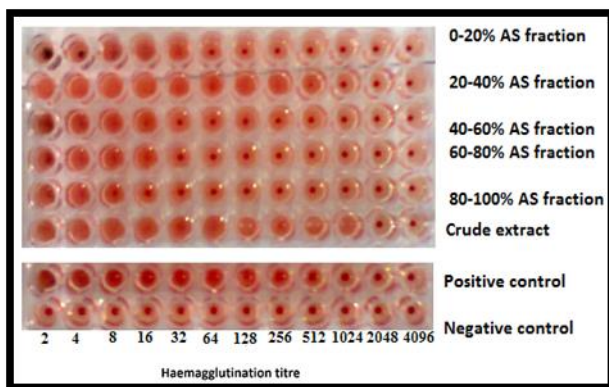 0-20% AS fraction
20-40% AS fraction
40-60% AS fraction
60-80% AS fraction
80-100% AS fraction
Crude extract
Positive control
Negative control
2 4 8 16 32 64 128 256 512 1024 2048 4096
Haemagglutination titre